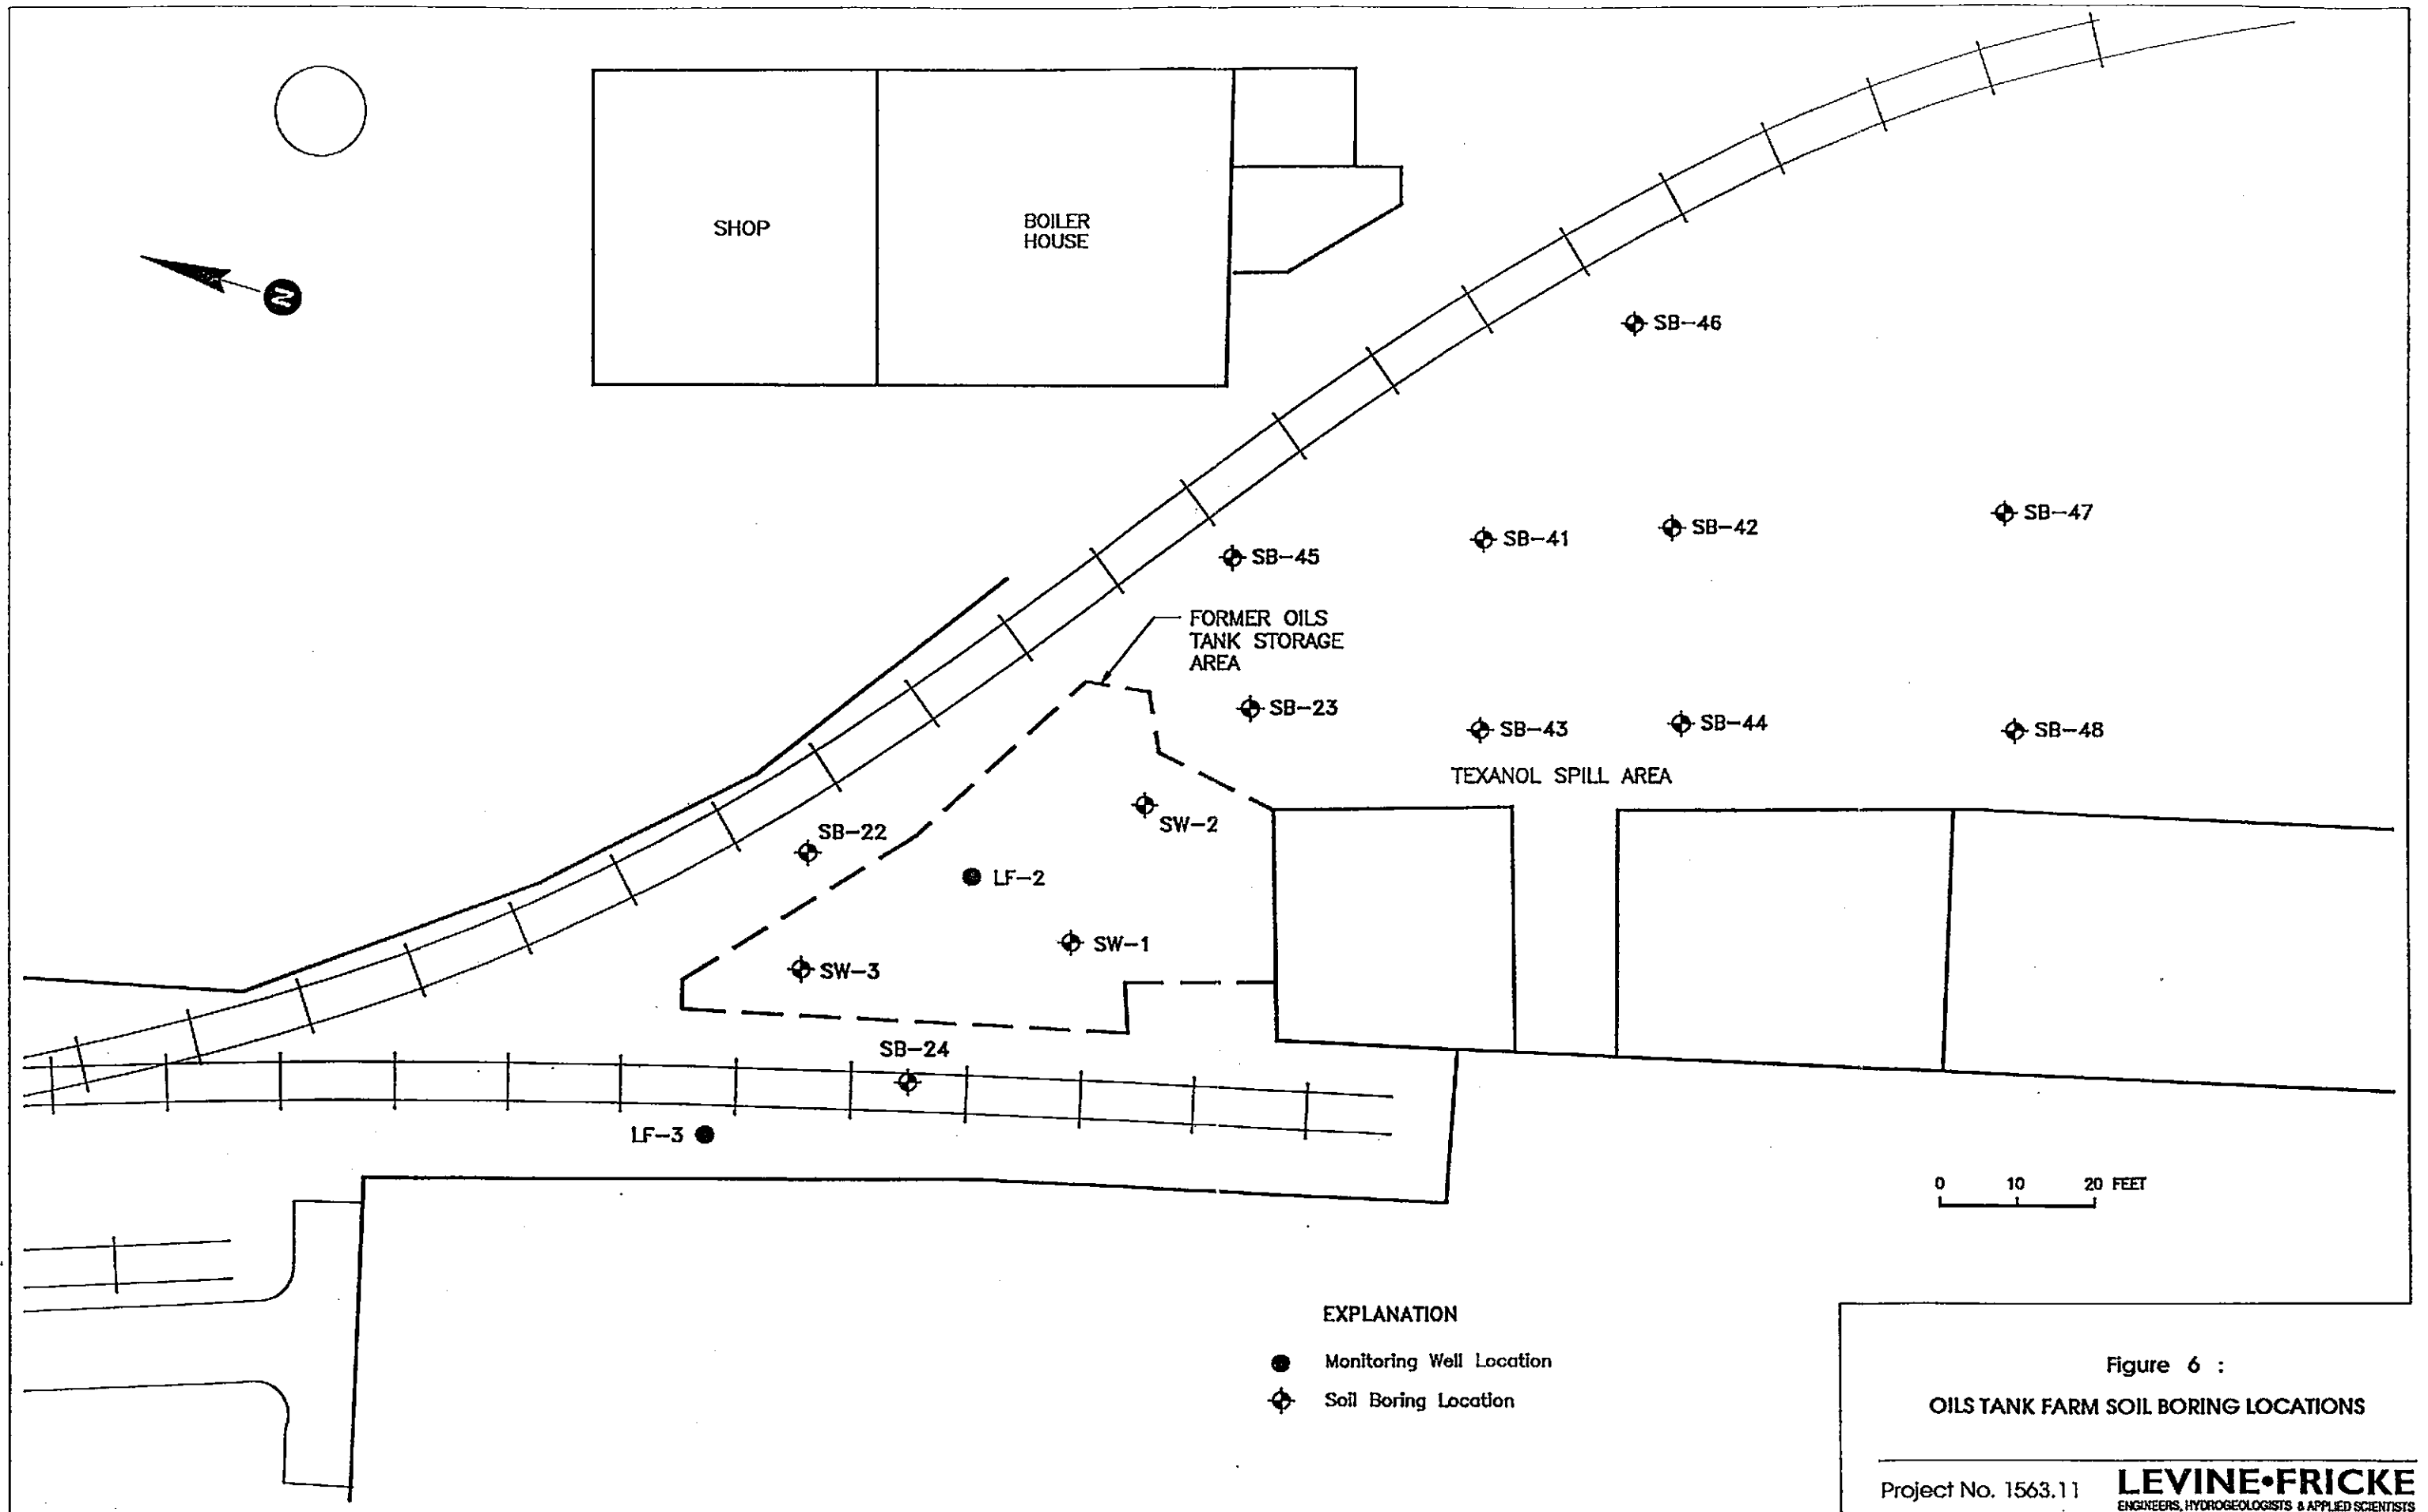 SHOP
BOILER
HOUSE
N
SB-46
SB-47
SB-42
SB-41
SB-45
FORMER OILS
TANK STORAGE
AREA
SB-23
SB-43
SB-44
SB-48
TEXANOL SPILL AREA
SW-2
SB-22
LF-2
SW-1
SW-3
SB-24
LF-3
0 10 20 FEET
EXPLANATION
Monitoring Well Location
Soil Boring Location
Figure 6 :
OILS TANK FARM SOIL BORING LOCATIONS
Project No. 1563.11
LEVINE•FRICKE
ENGINEERS, HYDROGEOLOGISTS & APPLIED SCIENTISTS